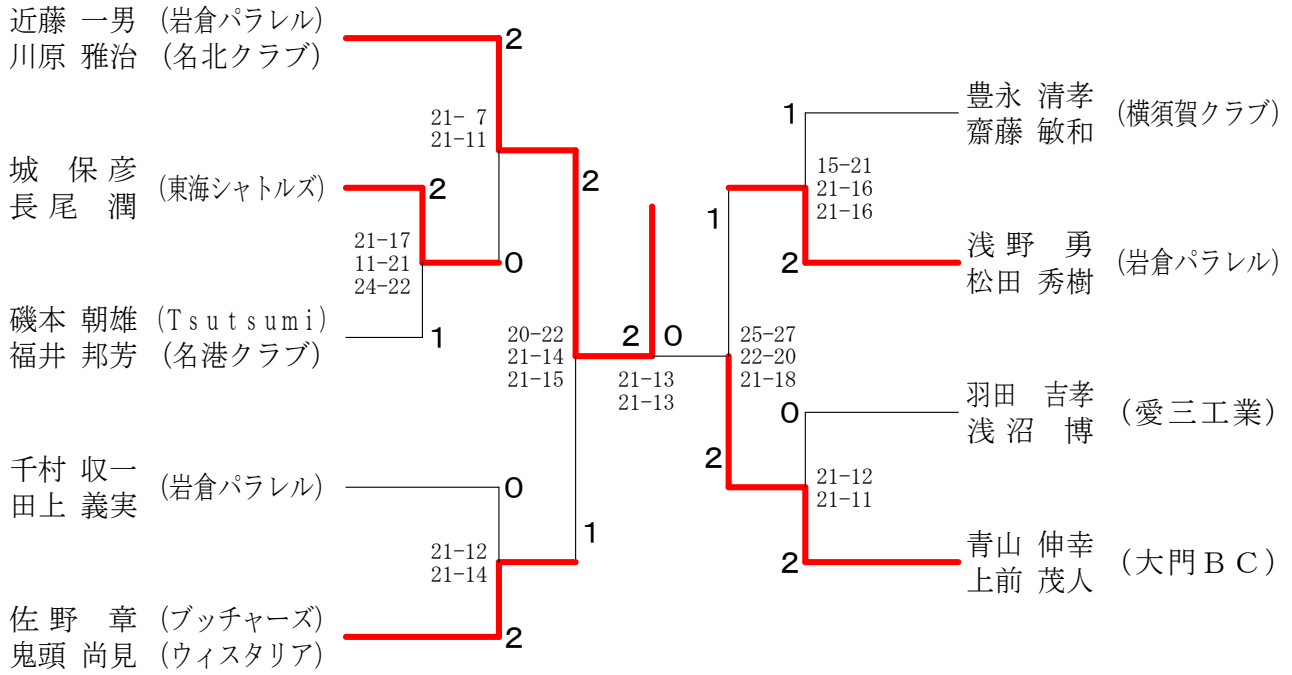 近藤 一男 (岩倉パラレル)
川原 雅治 (名北クラブ)
2
21- 7
21-11
城 保彦
長尾 潤
(東海シャトルズ)
2
2
21-17
11-21
24-22
0
磯本 朝雄 (Tsutsumi)
福井 邦芳 (名港クラブ)
1
20-22
21-14
21-15
2
0
21-13
21-13
千村 収一
田上 義実
(岩倉パラレル)
0
1
21-12
21-14
佐野 章 (ブッチャーズ)
鬼頭 尚見 (ウィスタリア)
2
1
豊永 清孝
齋藤 敏和
(横須賀クラブ)
15-21
21-16
21-16
1
2
浅野 勇
松田 秀樹
(岩倉パラレル)
25-27
22-20
21-18
0
羽田 吉孝
浅沼 博
(愛三工業)
2
21-12
21-11
2
青山 伸幸
上前 茂人
(大門BC)